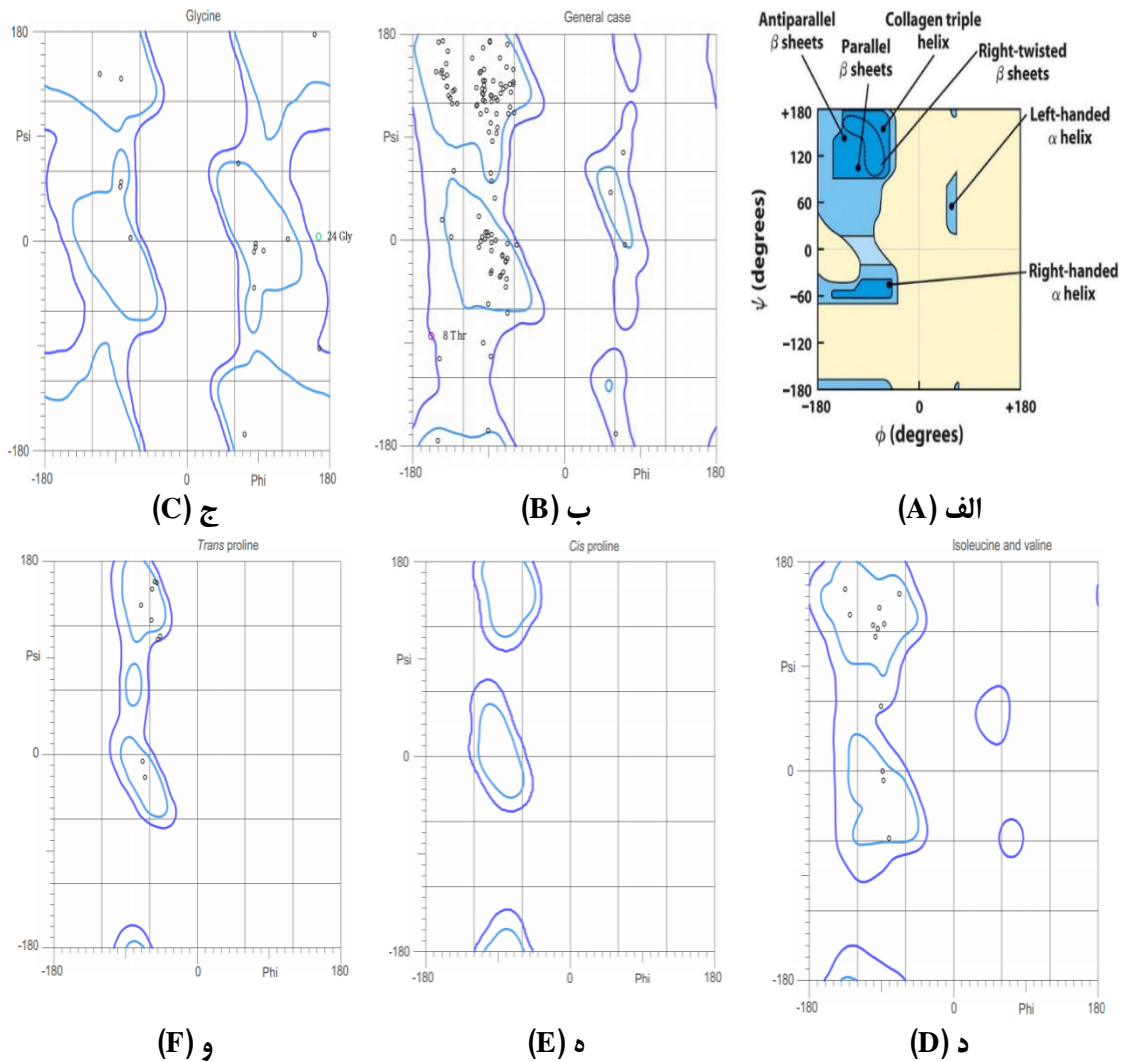 Glycine
180
Psi
0
24 Gly
-180
-180
0
Phi
180
ج (C)
General case
180
Psi
0
8 Thr
-180
-180
0
Phi
180
ب (B)
Antiparallel
β sheets
Parallel
β sheets
Collagen triple
helix
Right-twisted
β sheets
Left-handed
α helix
Right-handed
α helix
+180
120
60
0
−60
−120
−180
ψ (degrees)
−180
0
+180
ϕ (degrees)
الف (A)
Trans proline
180
Psi
0
-180
-180
0
Phi
180
و (F)
Cis proline
180
Psi
0
-180
-180
0
Phi
180
ه (E)
Isoleucine and valine
180
Psi
0
-180
-180
0
Phi
180
د (D)